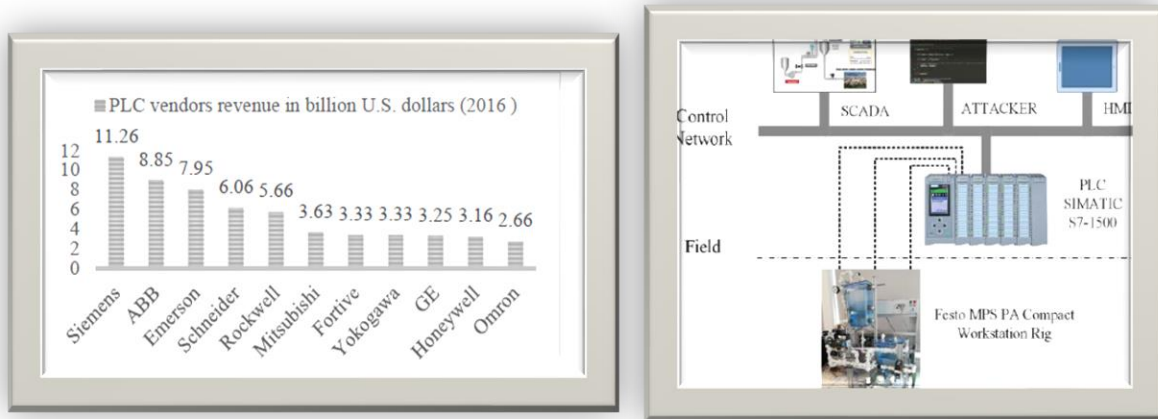 PLC vendors revenue in billion U.S. dollars (2016 )
11.26
8.85
7.95
6.06
5.66
3.63
3.33
3.33
3.25
3.16
2.66
12
10
8
6
4
2
0
Siemens
ABB
Emerson
Schneider
Rockwell
Mitsubishi
Fortive
Yokogawa
GE
Honeywell
Omron
SCADA
ATTACKER
HMI
Control
Network
PLC
SIMATIC
S7-1500
Field
Festo MPS PA Compact
Workstation Rig